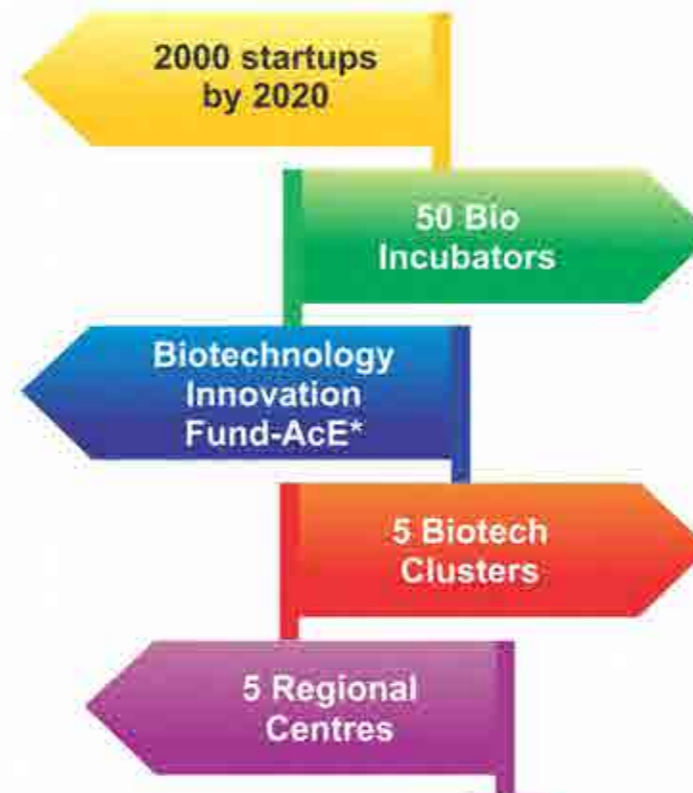 2000 startups
by 2020
50 Bio
Incubators
Biotechnology
Innovation
Fund-AcE*
5 Biotech
Clusters
5 Regional
Centres